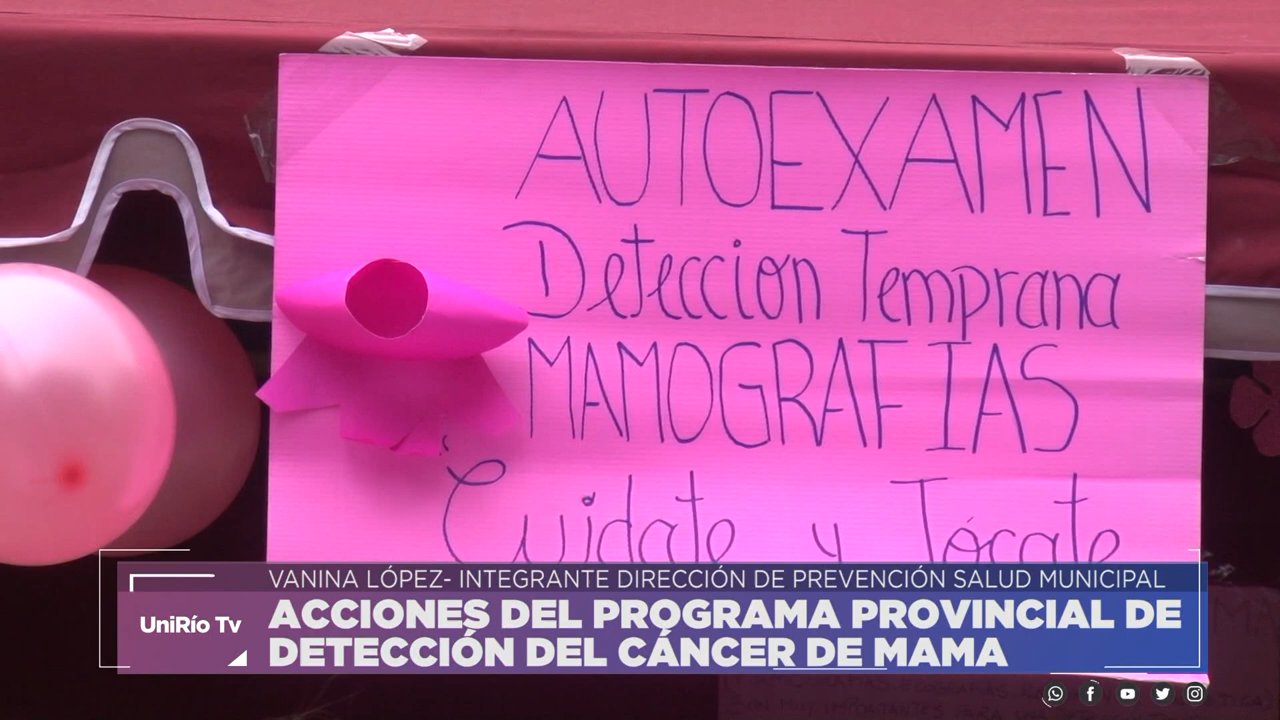 AUTOEXAMEN
Deteccion Temprana
MAMOGRAFIAS
Cuidate y Tócate
VANINA LÓPEZ- INTEGRANTE DIRECCIÓN DE PREVENCIÓN SALUD MUNICIPAL
UniRío Tv
ACCIONES DEL PROGRAMA PROVINCIAL DE
DETECCIÓN DEL CÁNCER DE MAMA